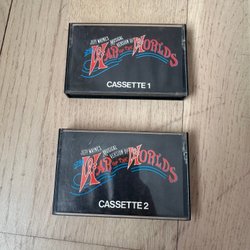 JEFF WAYNE'S
MUSICAL
VERSION OF
THE
WAR OF THE WORLDS
CASSETTE 1
JEFF WAYNE'S
MUSICAL
VERSION OF
THE
WAR OF THE WORLDS
CASSETTE 2